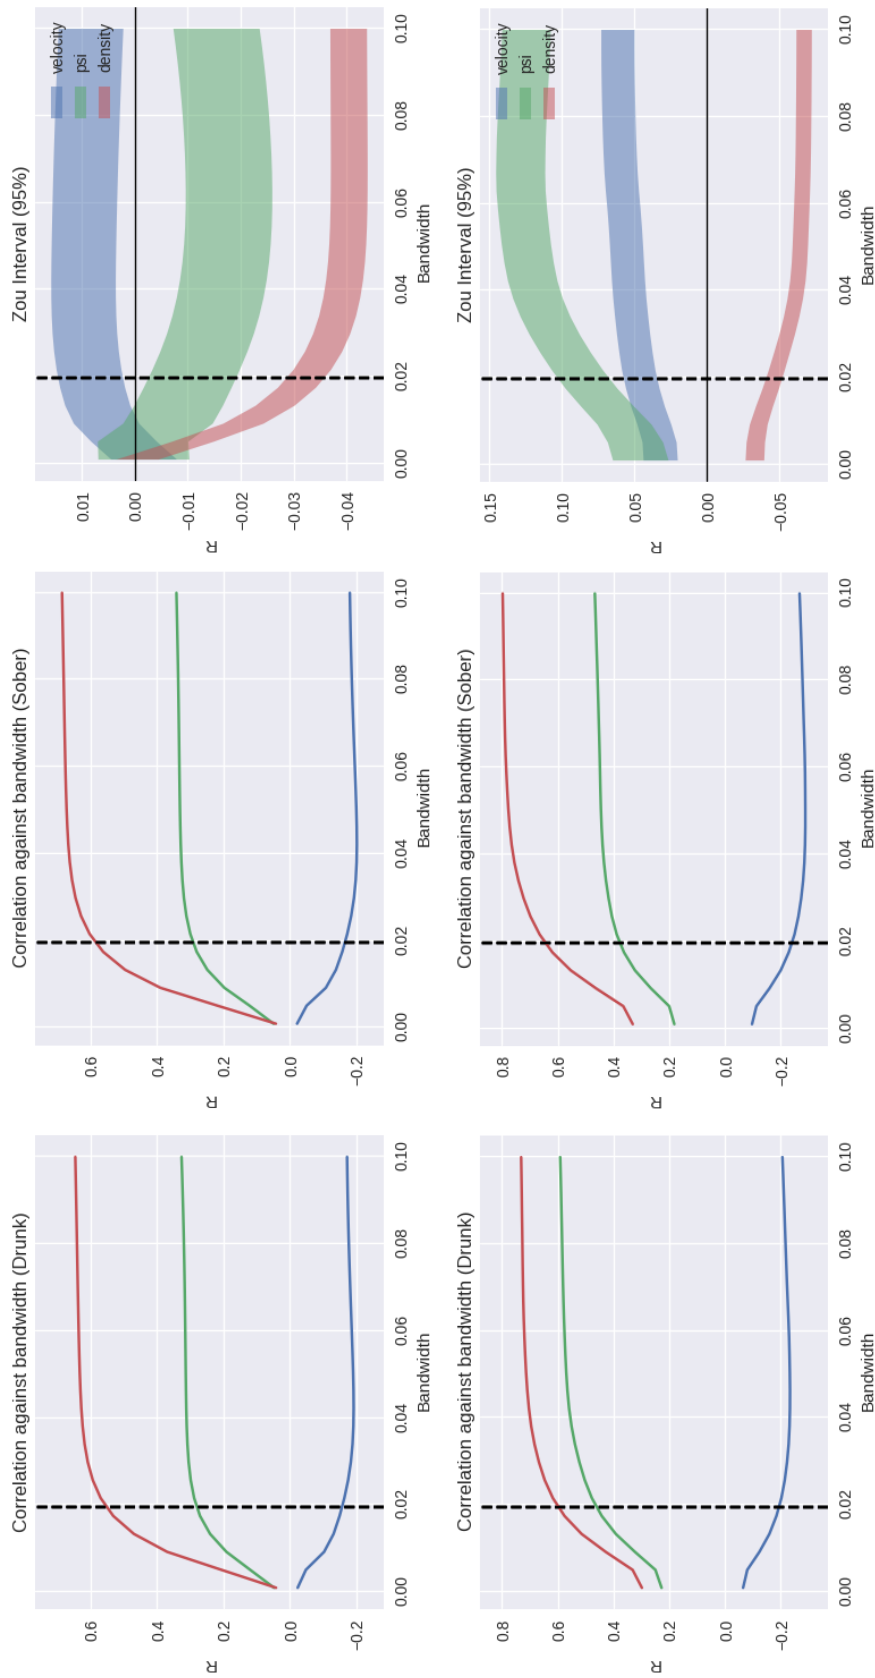 Correlation against bandwidth (Drunk)
0.6
0.4
0.2
0.0
−0.2
R
0.00 0.02 0.04 0.06 0.08 0.10
Bandwidth
Correlation against bandwidth (Sober)
0.6
0.4
0.2
0.0
−0.2
R
0.00 0.02 0.04 0.06 0.08 0.10
Bandwidth
Zou Interval (95%)
velocity
psi
density
0.01
0.00
−0.01
−0.02
−0.03
−0.04
R
0.00 0.02 0.04 0.06 0.08 0.10
Bandwidth
Correlation against bandwidth (Drunk)
0.8
0.6
0.4
0.2
0.0
−0.2
R
0.00 0.02 0.04 0.06 0.08 0.10
Bandwidth
Correlation against bandwidth (Sober)
0.8
0.6
0.4
0.2
0.0
−0.2
R
0.00 0.02 0.04 0.06 0.08 0.10
Bandwidth
Zou Interval (95%)
velocity
psi
density
0.15
0.10
0.05
0.00
−0.05
R
0.00 0.02 0.04 0.06 0.08 0.10
Bandwidth